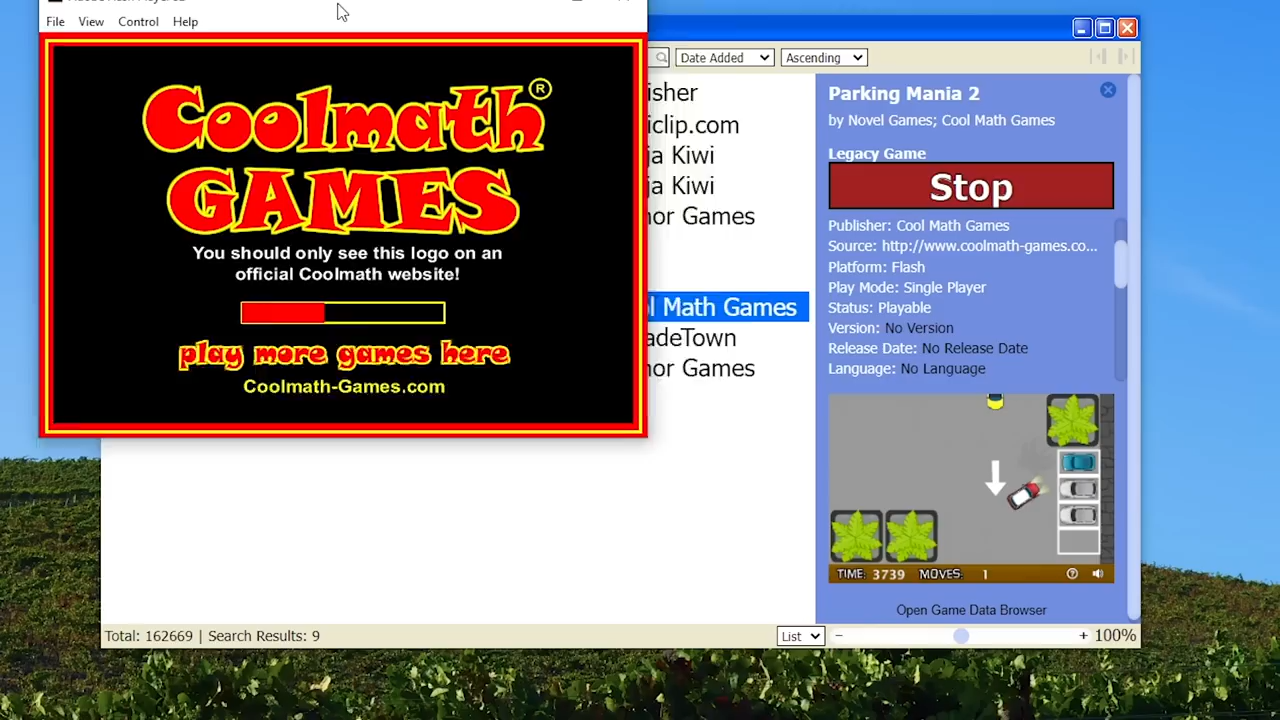 File View Control Help
Coolmath®
GAMES
You should only see this logo on an
official Coolmath website!
play more games here
Coolmath-Games.com
Date Added
Ascending
isher
iclip.com
ja Kiwi
ja Kiwi
nor Games
ol Math Games
adeTown
nor Games
Parking Mania 2
by Novel Games; Cool Math Games
Legacy Game
Stop
Publisher: Cool Math Games
Source: http://www.coolmath-games.co...
Platform: Flash
Play Mode: Single Player
Status: Playable
Version: No Version
Release Date: No Release Date
Language: No Language
TIME: 3739 MOVES: 1
Open Game Data Browser
Total: 162669 | Search Results: 9
List
− + 100%